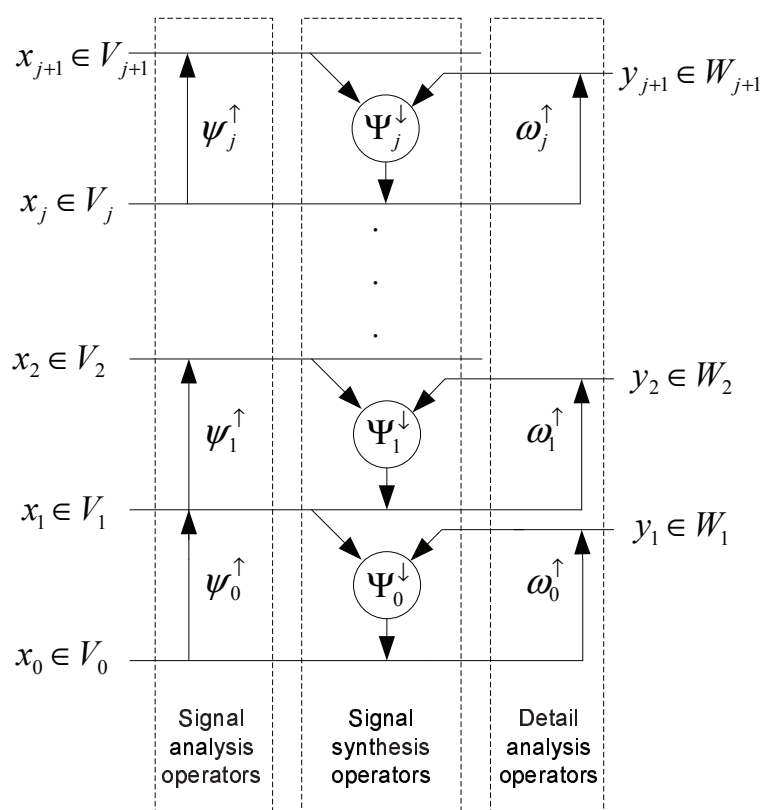 x_{j+1} ∈ V_{j+1}
y_{j+1} ∈ W_{j+1}
Ψ_j^↓
ψ_j^↑
ω_j^↑
x_j ∈ V_j
x_2 ∈ V_2
y_2 ∈ W_2
Ψ_1^↓
ψ_1^↑
ω_1^↑
x_1 ∈ V_1
y_1 ∈ W_1
Ψ_0^↓
ψ_0^↑
ω_0^↑
x_0 ∈ V_0
Signal
analysis
operators
Signal
synthesis
operators
Detail
analysis
operators